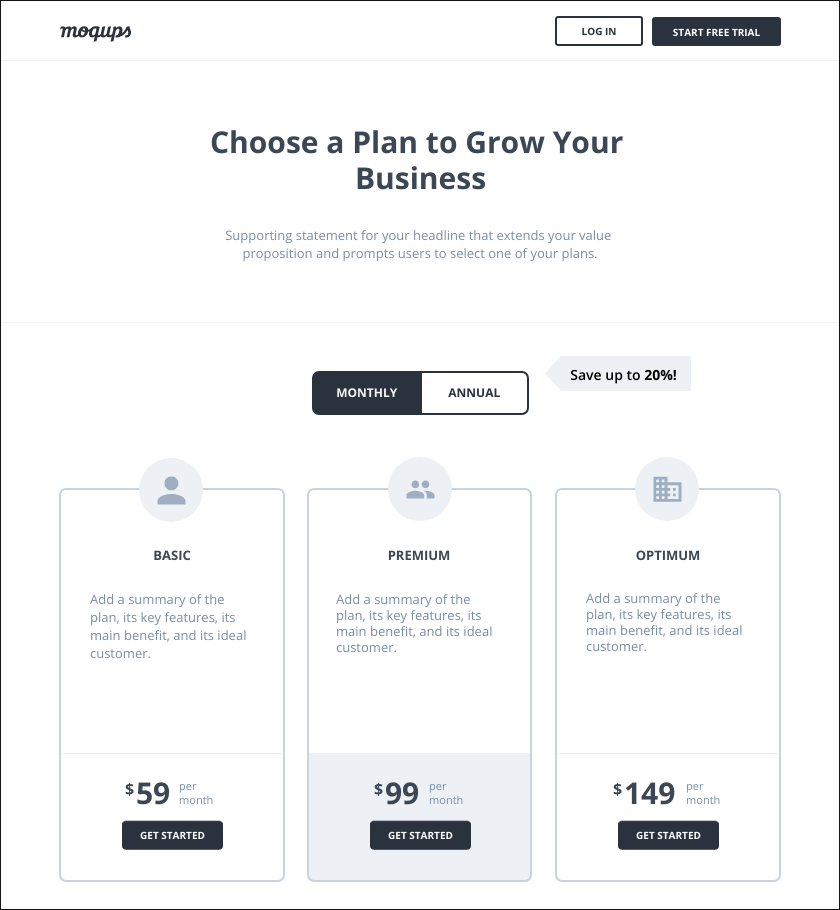 moqups
LOG IN
START FREE TRIAL
Choose a Plan to Grow Your
Business
Supporting statement for your headline that extends your value
proposition and prompts users to select one of your plans.
MONTHLY
ANNUAL
Save up to 20%!
BASIC
Add a summary of the
plan, its key features, its
main benefit, and its ideal
customer.
$59 per
month
GET STARTED
PREMIUM
Add a summary of the
plan, its key features, its
main benefit, and its ideal
customer.
$99 per
month
GET STARTED
OPTIMUM
Add a summary of the
plan, its key features, its
main benefit, and its ideal
customer.
$149 per
month
GET STARTED